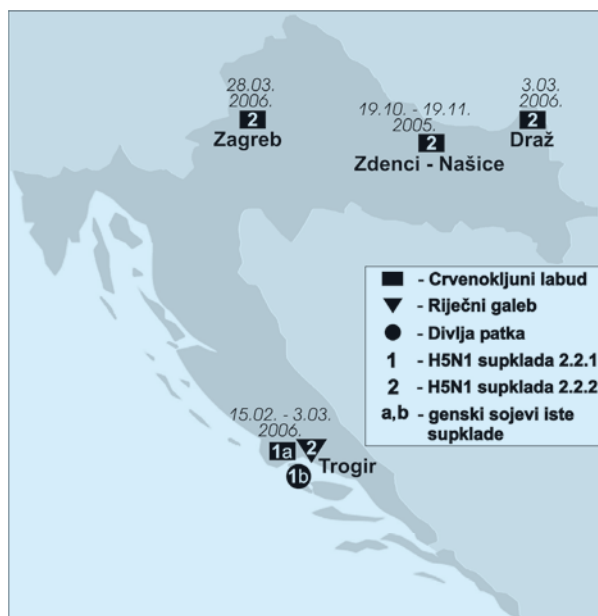 28.03.
2006.
2
Zagreb
19.10. - 19.11.
2005.
2
Zdenci - Našice
3.03.
2006.
2
Draž
- Crvenokljuni labud
- Riječni galeb
- Divlja patka
1 - H5N1 supklada 2.2.1
2 - H5N1 supklada 2.2.2
a,b - genski sojevi iste
supklade
15.02. - 3.03.
2006.
1a 2
Trogir
1b